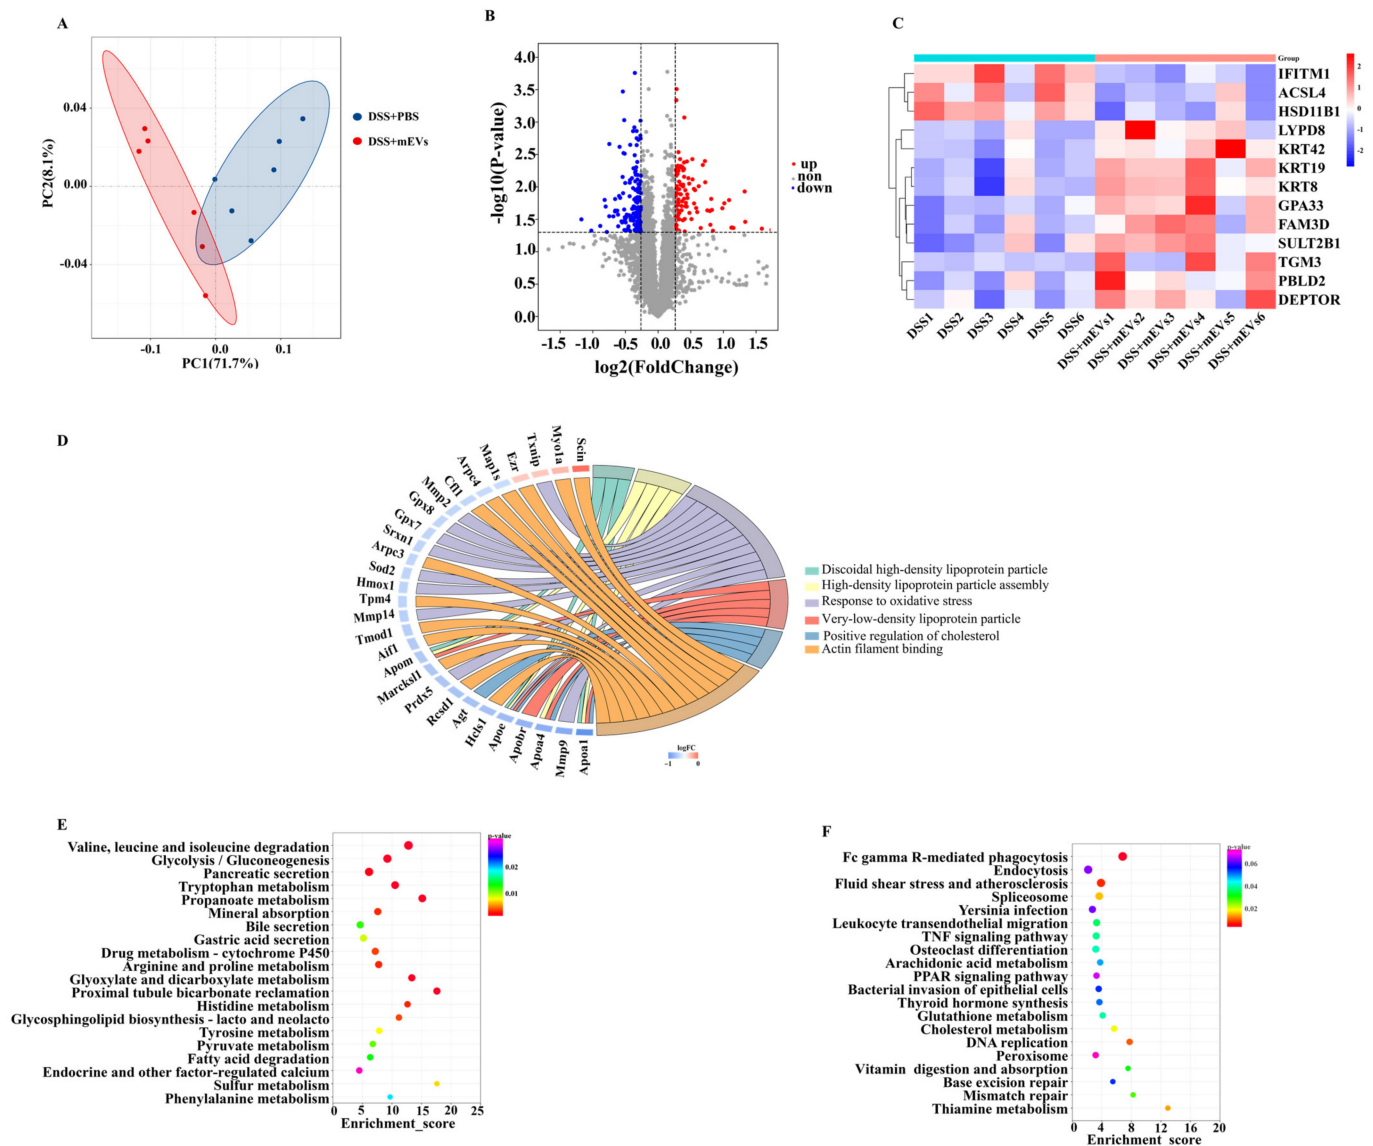 A
PC2(8.1%)
0.04
0.00
-0.04
-0.1
0.0
0.1
PC1(71.7%)
DSS+PBS
DSS+mEVs
B
-log10(P-value)
4.0
3.5
3.0
2.5
2.0
1.5
1.0
0.5
0.0
-1.5
-1.0
-0.5
0.0
0.5
1.0
1.5
log2(FoldChange)
up
non
down
C
Group
2
1
0
-1
-2
IFITM1
ACSL4
HSD11B1
LYPD8
KRT42
KRT19
KRT8
GPA33
FAM3D
SULT2B1
TGM3
PBLD2
DEPTOR
DSS1
DSS2
DSS3
DSS4
DSS5
DSS6
DSS+mEVs1
DSS+mEVs2
DSS+mEVs3
DSS+mEVs4
DSS+mEVs5
DSS+mEVs6
D
Scin
Myo1a
Txnip
Ezr
Map1s
Arpc4
Cfl1
Mmp2
Gpx8
Gpx7
Srxn1
Arpc3
Sod2
Hmox1
Tpm4
Mmp14
Tmod1
Aif1
Apom
Marcksl1
Prdx5
Rcsd1
Agt
Hcls1
Apoe
Apobr
Apoa4
Mmp9
Apoa1
Discoidal high-density lipoprotein particle
High-density lipoprotein particle assembly
Response to oxidative stress
Very-low-density lipoprotein particle
Positive regulation of cholesterol
Actin filament binding
logFC
-1
0
E
Valine, leucine and isoleucine degradation
Glycolysis / Gluconeogenesis
Pancreatic secretion
Tryptophan metabolism
Propanoate metabolism
Mineral absorption
Bile secretion
Gastric acid secretion
Drug metabolism - cytochrome P450
Arginine and proline metabolism
Glyoxylate and dicarboxylate metabolism
Proximal tubule bicarbonate reclamation
Histidine metabolism
Glycosphingolipid biosynthesis - lacto and neolacto
Tyrosine metabolism
Pyruvate metabolism
Fatty acid degradation
Endocrine and other factor-regulated calcium
Sulfur metabolism
Phenylalanine metabolism
0
5
10
15
20
25
Enrichment_score
p-value
0.02
0.01
F
Fc gamma R-mediated phagocytosis
Endocytosis
Fluid shear stress and atherosclerosis
Spliceosome
Yersinia infection
Leukocyte transendothelial migration
TNF signaling pathway
Osteoclast differentiation
Arachidonic acid metabolism
PPAR signaling pathway
Bacterial invasion of epithelial cells
Thyroid hormone synthesis
Glutathione metabolism
Cholesterol metabolism
DNA replication
Peroxisome
Vitamin digestion and absorption
Base excision repair
Mismatch repair
Thiamine metabolism
0
4
8
12
16
20
Enrichment_score
p-value
0.06
0.04
0.02